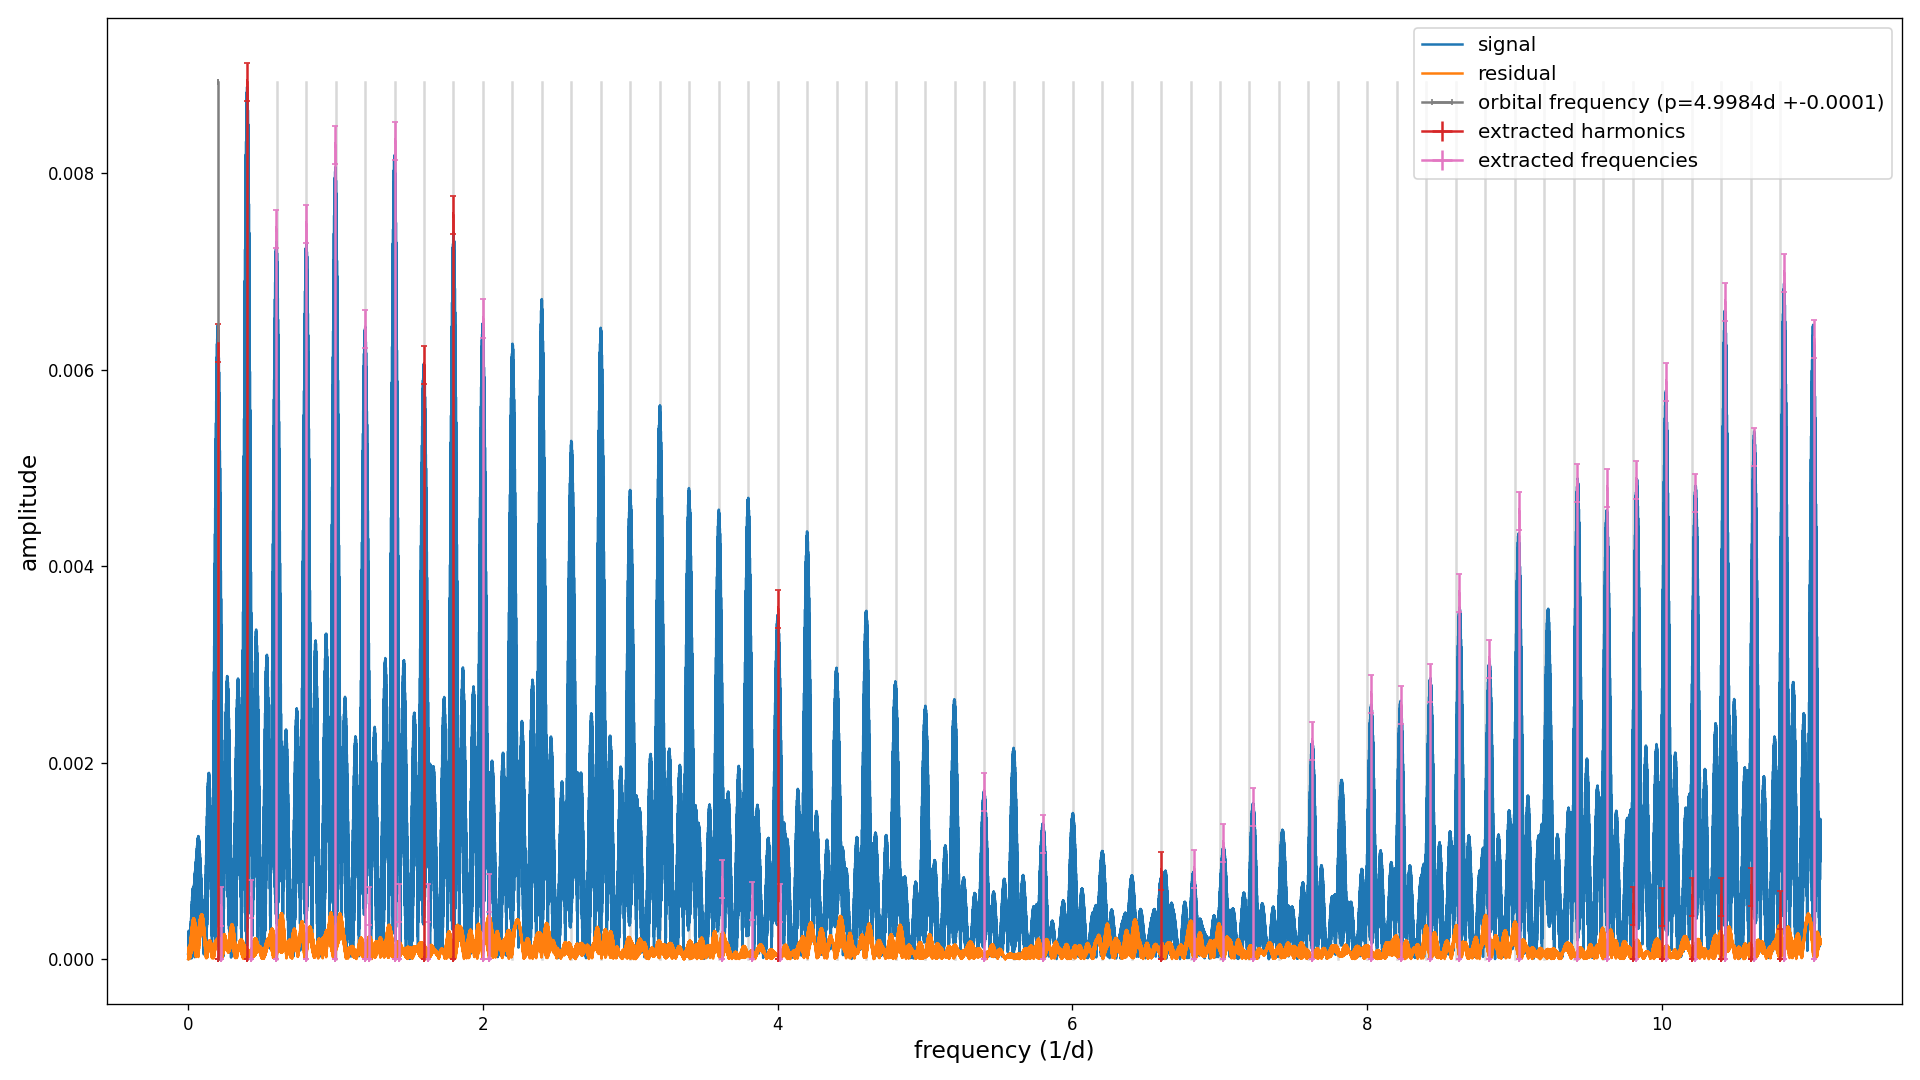 signal
residual
orbital frequency (p=4.9984d +-0.0001)
extracted harmonics
extracted frequencies
amplitude
0.008
0.006
0.004
0.002
0.000
0 2 4 6 8 10
frequency (1/d)